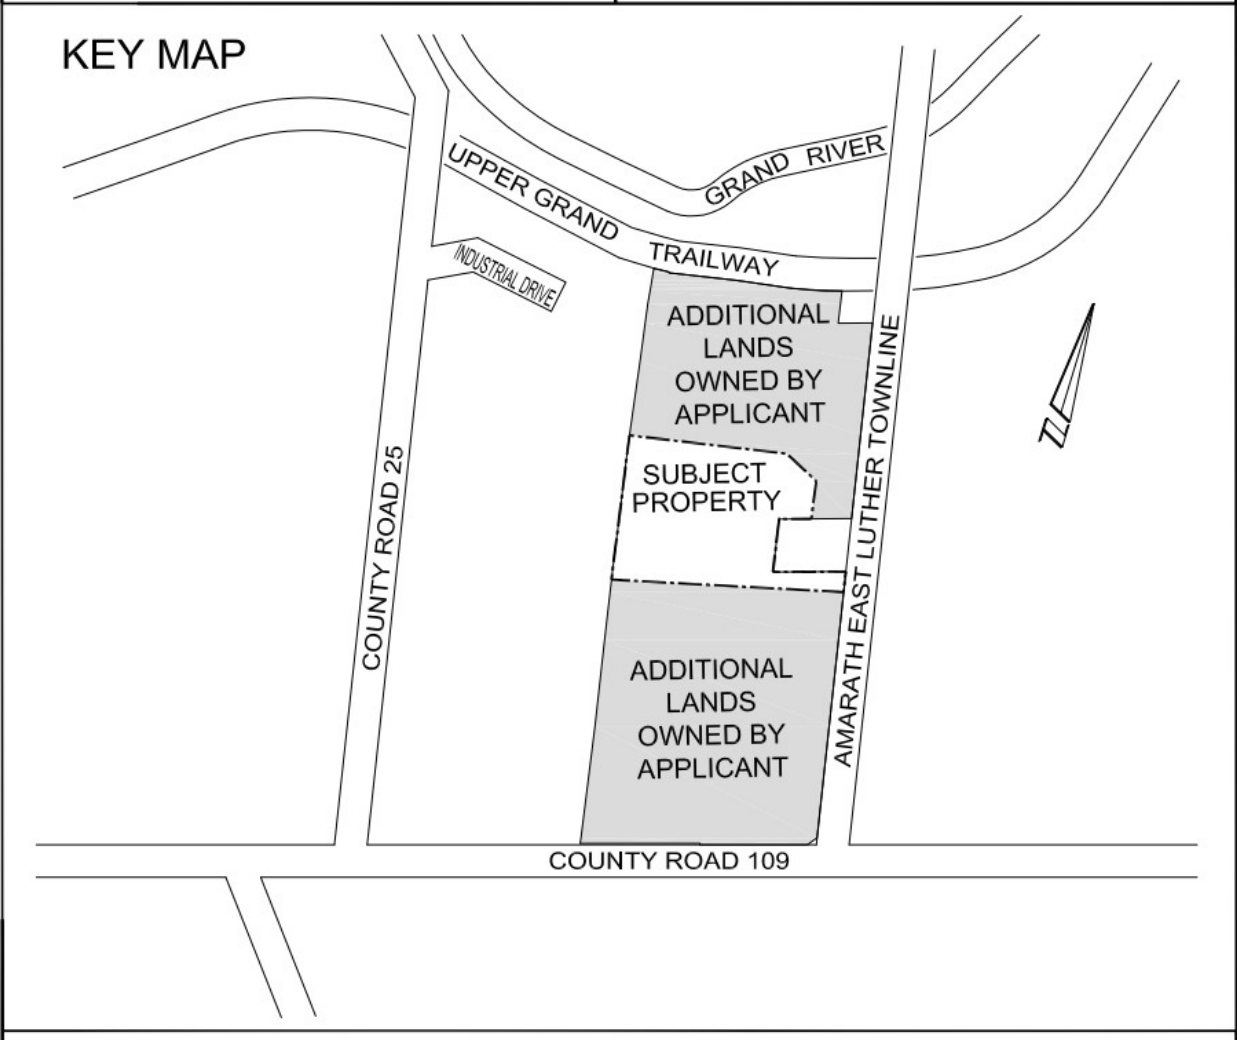 KEY MAP
UPPER GRAND TRAILWAY
GRAND RIVER
INDUSTRIAL DRIVE
ADDITIONAL
LANDS
OWNED BY
APPLICANT
SUBJECT
PROPERTY
COUNTY ROAD 25
AMARATH EAST LUTHER TOWNLINE
N
ADDITIONAL
LANDS
OWNED BY
APPLICANT
COUNTY ROAD 109